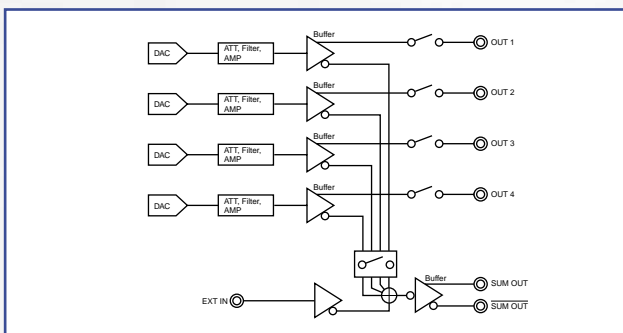 Buffer
DAC
ATT, Filter,
AMP
OUT 1
Buffer
DAC
ATT, Filter,
AMP
OUT 2
Buffer
DAC
ATT, Filter,
AMP
OUT 3
Buffer
DAC
ATT, Filter,
AMP
OUT 4
Buffer
SUM OUT
EXT IN
SUM OUT